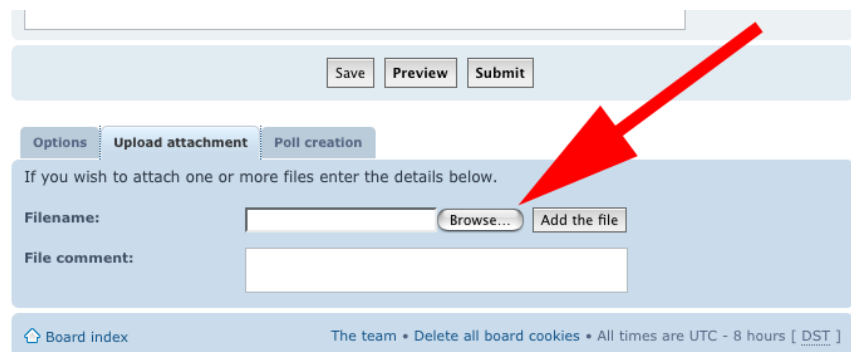 Save Preview Submit
Options Upload attachment Poll creation
If you wish to attach one or more files enter the details below.
Filename: Browse... Add the file
File comment:
Board index The team • Delete all board cookies • All times are UTC - 8 hours [ DST ]